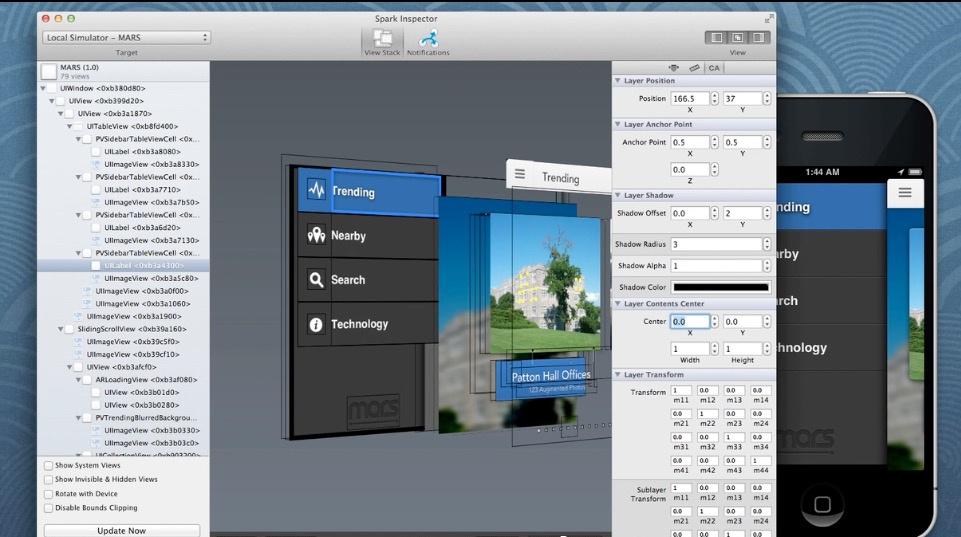 Spark Inspector
Local Simulator – MARS
Target
View Stack
Notifications
View
MARS (1.0)
79 views
UIWindow <0xb380d80>
UIView <0xb399d20>
UIView <0xb3a1870>
UITableView <0xb8fd400>
PVSidebarTableViewCell <0x...
UILabel <0xb3a8080>
UIImageView <0xb3a8330>
PVSidebarTableViewCell <0x...
UILabel <0xb3a7710>
UIImageView <0xb3a7b50>
PVSidebarTableViewCell <0x...
UILabel <0xb3a6d20>
UIImageView <0xb3a7130>
PVSidebarTableViewCell <0x...
UILabel <0xb3a4300>
UIImageView <0xb3a5c80>
UIImageView <0xb3a0f00>
UIImageView <0xb3a1060>
UIImageView <0xb3a1900>
SlidingScrollView <0xb39a160>
UIImageView <0xb39c5f0>
UIImageView <0xb39cf10>
UIView <0xb3afcf0>
ARLoadingView <0xb3af080>
UIView <0xb3b01d0>
UIView <0xb3b0280>
PVTrendingBlurredBackgrou...
UIImageView <0xb3b0330>
UIImageView <0xb3b03c0>
UICollectionView <0xb903200>
Show System Views
Show Invisible & Hidden Views
Rotate with Device
Disable Bounds Clipping
Update Now
Trending
Nearby
Search
Technology
mars
Trending
Patton Hall Offices
123 Augmented Photos
CA
Layer Position
Position 166.5 37
X Y
Layer Anchor Point
Anchor Point 0.5 0.5
X Y
0.0
Z
Layer Shadow
Shadow Offset 0.0 2
X Y
Shadow Radius 3
Shadow Alpha 1
Shadow Color
Layer Contents Center
Center 0.0 0.0
X Y
1 1
Width Height
Layer Transform
Transform 1 0.0 0.0 0.0
m11 m12 m13 m14
0.0 1 0.0 0.0
m21 m22 m23 m24
0.0 0.0 1 0.0
m31 m32 m33 m34
0.0 0.0 0.0 1
m41 m42 m43 m44
Sublayer Transform 1 0.0 0.0 0.0
m11 m12 m13 m14
0.0 1 0.0 0.0
m21 m22 m23 m24
0.0 0.0 1 0.0
1:44 AM
nding
rby
rch
hnology
mars